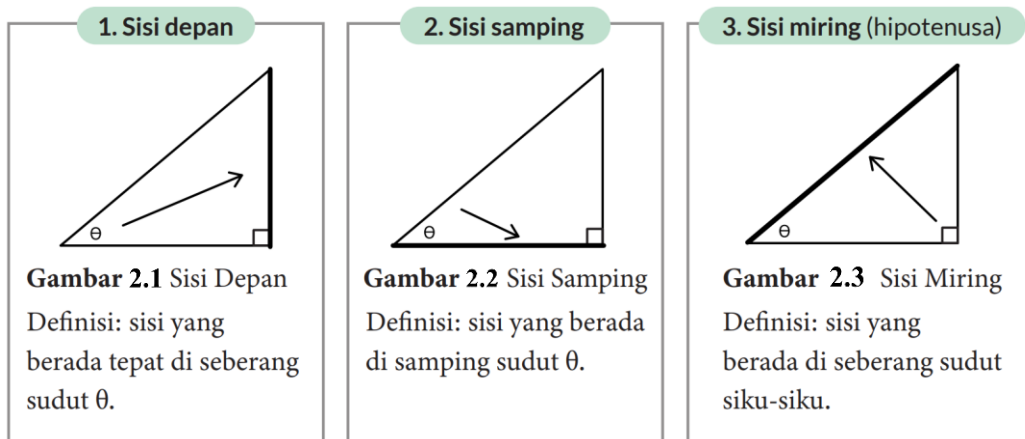 1. Sisi depan
θ
Gambar 2.1 Sisi Depan
Definisi: sisi yang
berada tepat di seberang
sudut θ.
2. Sisi samping
θ
Gambar 2.2 Sisi Samping
Definisi: sisi yang berada
di samping sudut θ.
3. Sisi miring (hipotenusa)
θ
Gambar 2.3 Sisi Miring
Definisi: sisi yang
berada di seberang sudut
siku-siku.